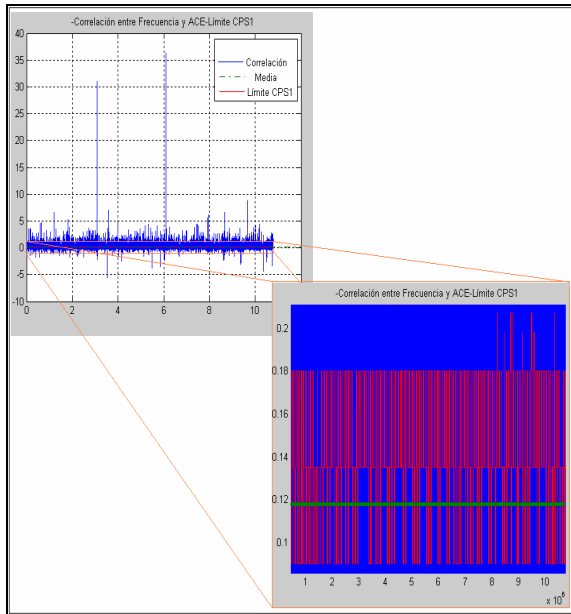 -Correlación entre Frecuencia y ACE-Límite CPS1
40
35
30
25
20
15
10
5
0
-5
-10
0 2 4 6 8 10
Correlación
Media
Límite CPS1
-Correlación entre Frecuencia y ACE-Límite CPS1
0.2
0.18
0.16
0.14
0.12
0.1
1 2 3 4 5 6 7 8 9 10
x 10